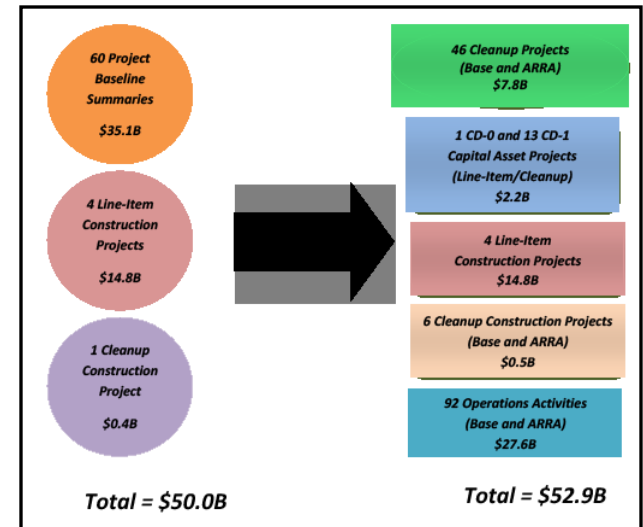 60 Project
Baseline
Summaries
$35.1B
4 Line-Item
Construction
Projects
$14.8B
1 Cleanup
Construction
Project
$0.4B
Total = $50.0B
46 Cleanup Projects
(Base and ARRA)
$7.8B
1 CD-0 and 13 CD-1
Capital Asset Projects
(Line-Item/Cleanup)
$2.2B
4 Line-Item
Construction Projects
$14.8B
6 Cleanup Construction Projects
(Base and ARRA)
$0.5B
92 Operations Activities
(Base and ARRA)
$27.6B
Total = $52.9B